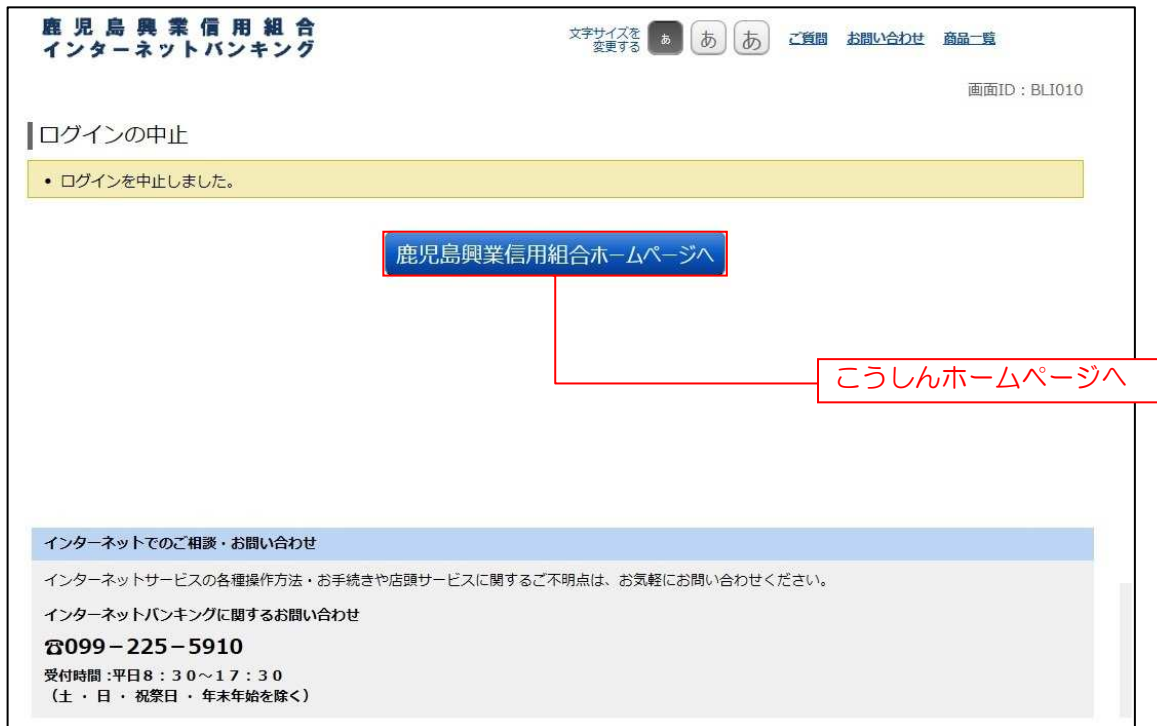 鹿児島興業信用組合
インターネットバンキング
文字サイズを
変更する
あ あ あ ご質問 お問い合わせ 商品一覧
画面ID：BLI010
ログインの中止
• ログインを中止しました。
鹿児島興業信用組合ホームページへ
こうしんホームページへ
インターネットでのご相談・お問い合わせ
インターネットサービスの各種操作方法・お手続きや店頭サービスに関するご不明点は、お気軽にお問い合わせください。
インターネットバンキングに関するお問い合わせ
☎099－225－5910
受付時間：平日8：30～17：30
（土 ・ 日 ・ 祝祭日 ・ 年末年始を除く）